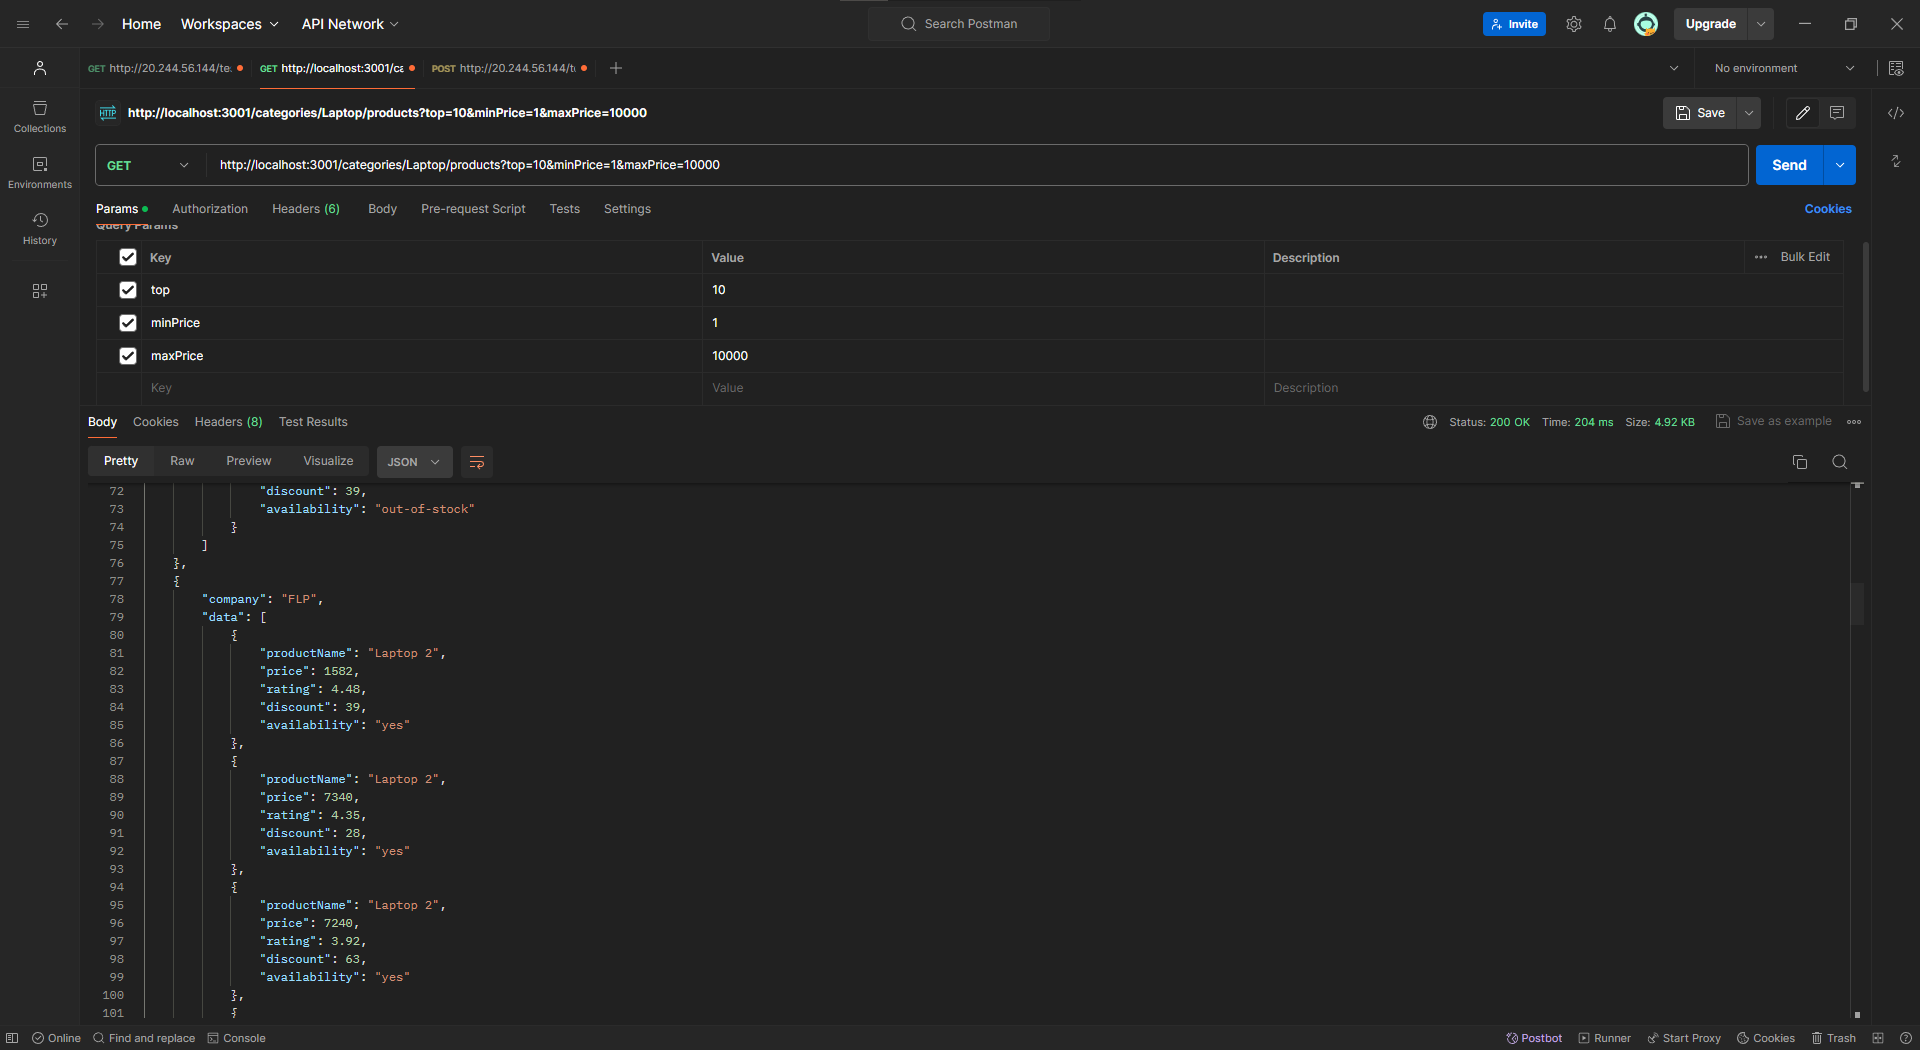 Home Workspaces API Network Search Postman Invite Upgrade
GET http://20.244.56.144/te GET http://localhost:3001/ca POST http://20.244.56.144/t No environment
HTTP http://localhost:3001/categories/Laptop/products?top=10&minPrice=1&maxPrice=10000 Save
Collections
GET http://localhost:3001/categories/Laptop/products?top=10&minPrice=1&maxPrice=10000 Send
Environments
Params Authorization Headers (6) Body Pre-request Script Tests Settings Cookies
Query Params
History
Key Value Description Bulk Edit
top 10
minPrice 1
maxPrice 10000
Key Value Description
Body Cookies Headers (8) Test Results Status: 200 OK Time: 204 ms Size: 4.92 KB Save as example
Pretty Raw Preview Visualize JSON
72 "discount": 39,
73 "availability": "out-of-stock"
74 }
75 ]
76 },
77 {
78 "company": "FLP",
79 "data": [
80 {
81 "productName": "Laptop 2",
82 "price": 1582,
83 "rating": 4.48,
84 "discount": 39,
85 "availability": "yes"
86 },
87 {
88 "productName": "Laptop 2",
89 "price": 7340,
90 "rating": 4.35,
91 "discount": 28,
92 "availability": "yes"
93 },
94 {
95 "productName": "Laptop 2",
96 "price": 7240,
97 "rating": 3.92,
98 "discount": 63,
99 "availability": "yes"
100 },
101 {
Online Find and replace Console Postbot Runner Start Proxy Cookies Trash